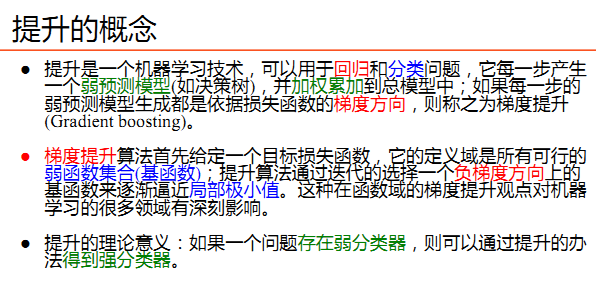 提升的概念
● 提升是一个机器学习技术，可以用于回归和分类问题，它每一步产生
一个弱预测模型(如决策树)，并加权累加到总模型中；如果每一步的
弱预测模型生成都是依据损失函数的梯度方向，则称之为梯度提升
(Gradient boosting)。
● 梯度提升算法首先给定一个目标损失函数，它的定义域是所有可行的
弱函数集合(基函数)；提升算法通过迭代的选择一个负梯度方向上的
基函数来逐渐逼近局部极小值。这种在函数域的梯度提升观点对机器
学习的很多领域有深刻影响。
● 提升的理论意义：如果一个问题存在弱分类器，则可以通过提升的办
法得到强分类器。